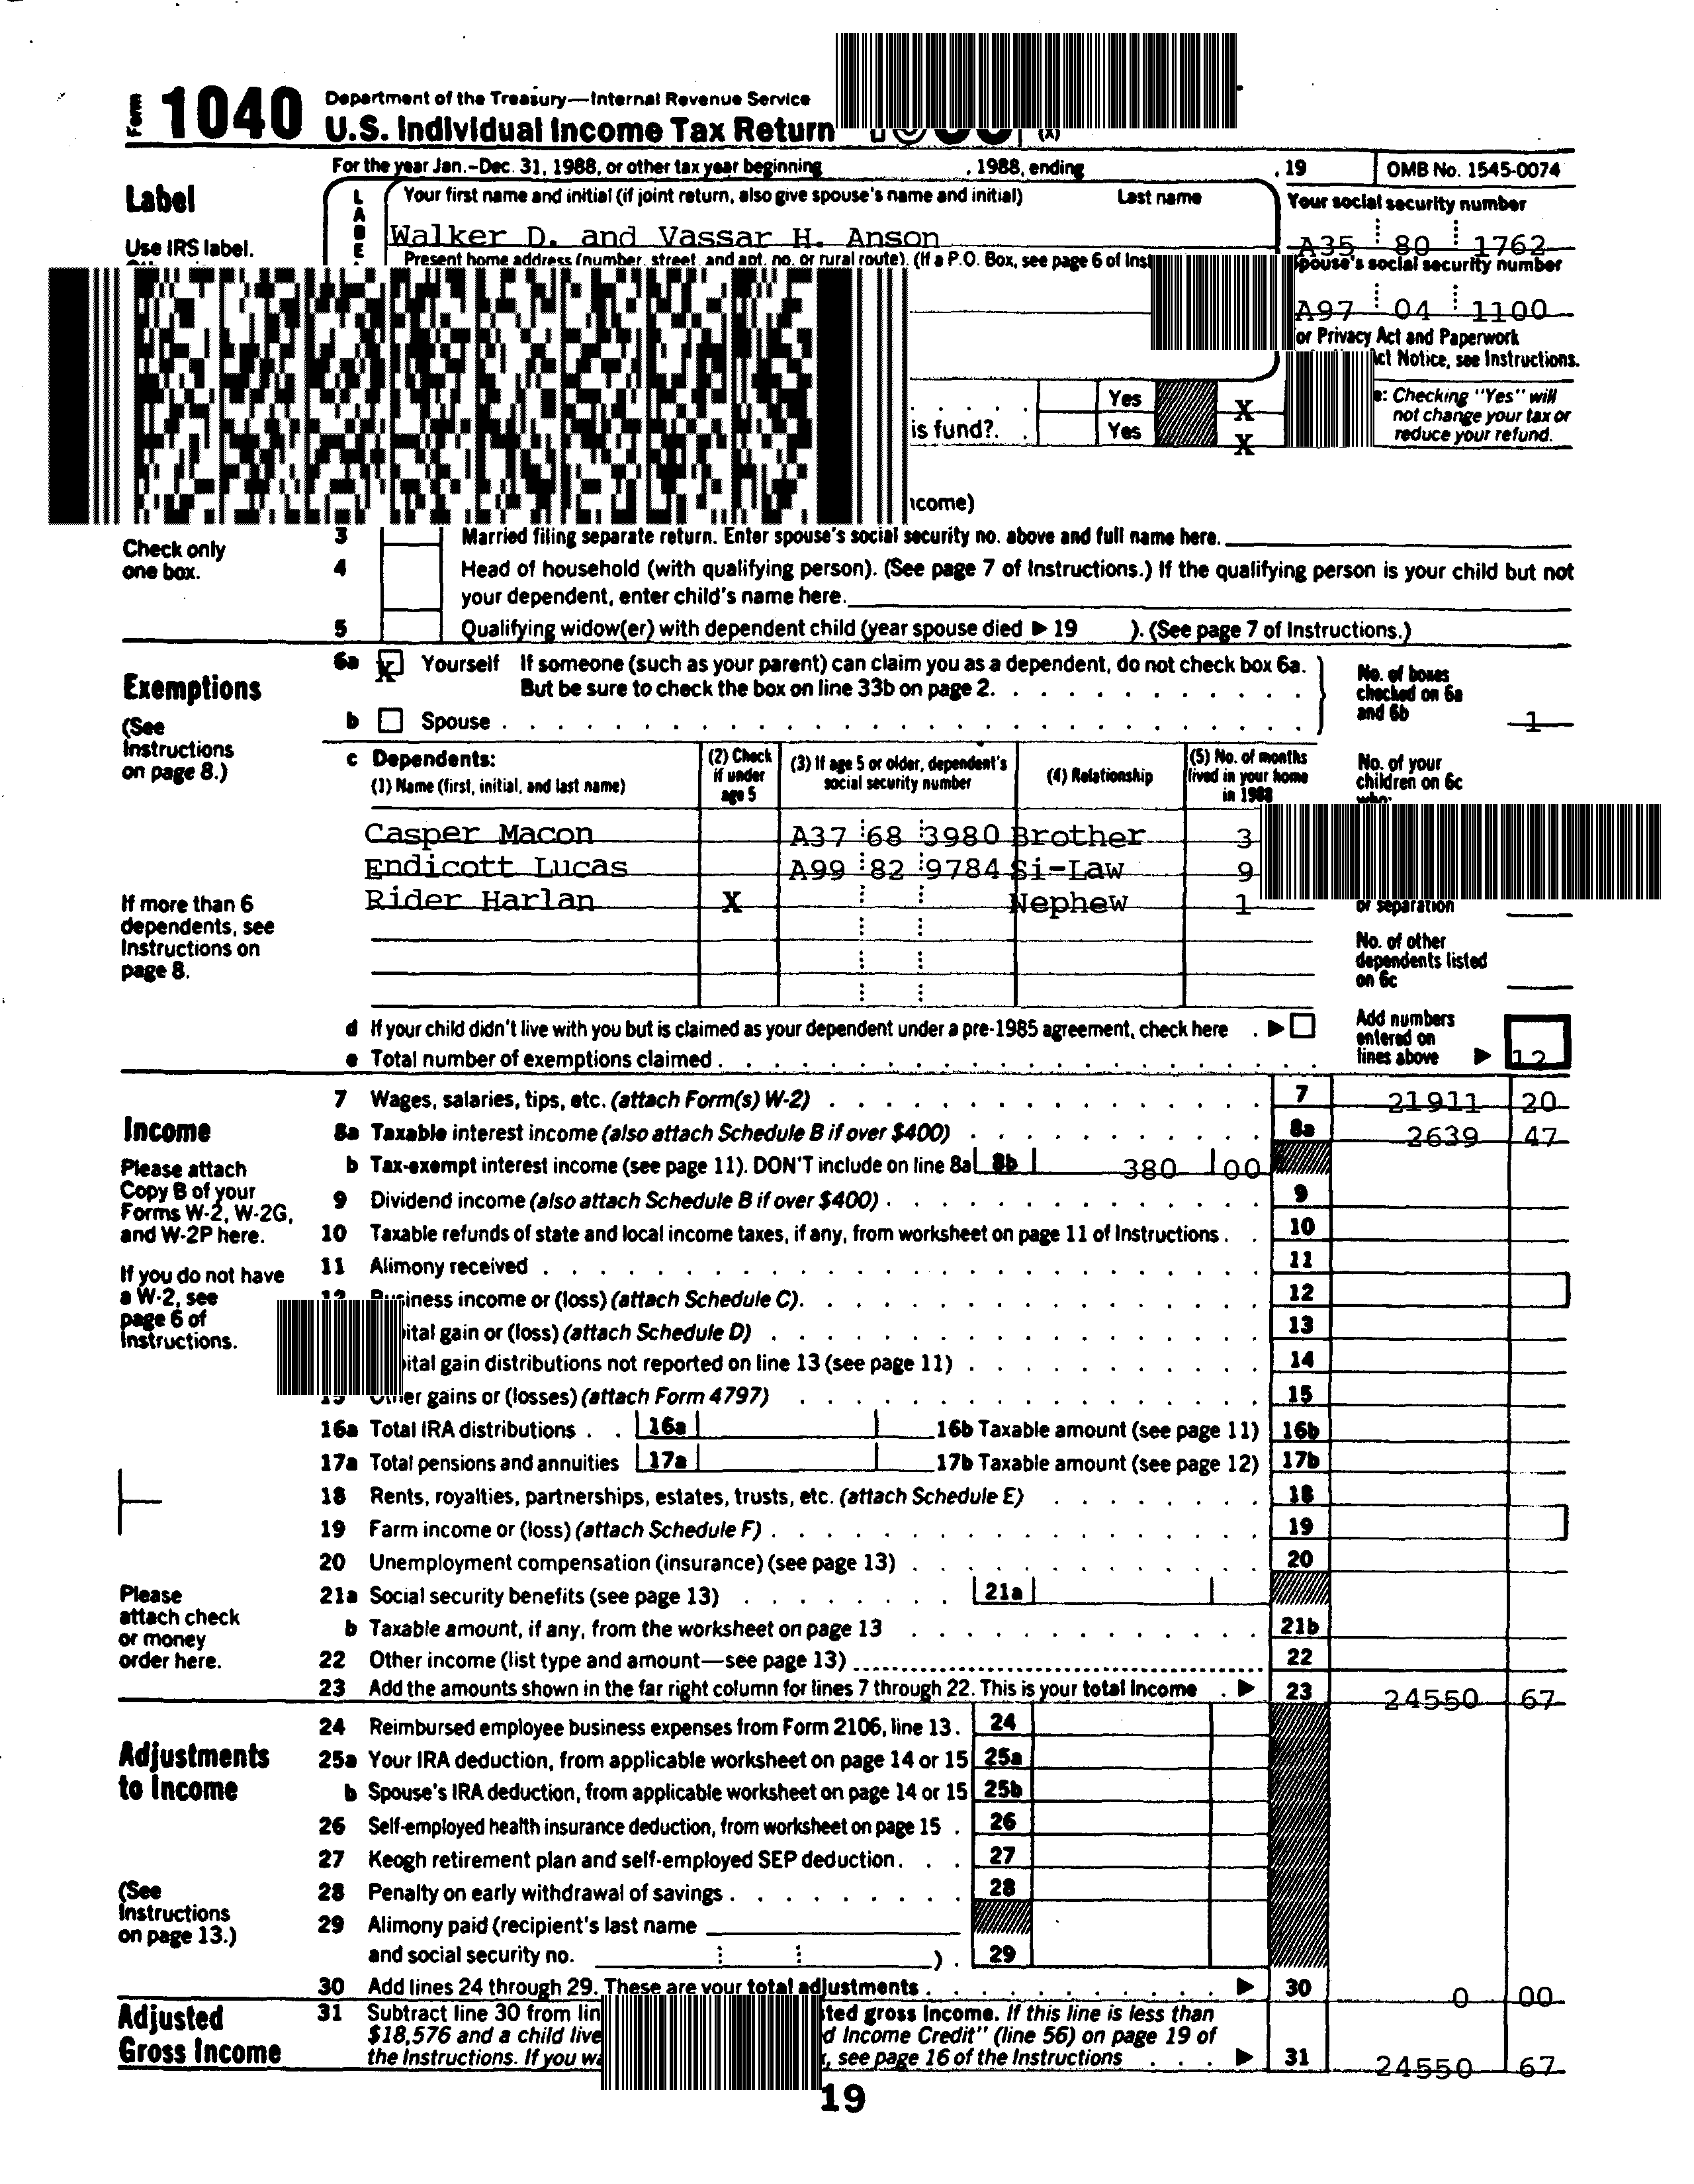 Form 1040 Department of the Treasury—Internal Revenue Service
U.S. Individual Income Tax Return (X)
For the year Jan.-Dec. 31, 1988, or other tax year beginning , 1988, ending , 19 OMB No. 1545-0074
Label
Use IRS label.
L
A
B
E
Your first name and initial (if joint return, also give spouse's name and initial) Last name
Walker D. and Vassar H. Anson
Present home address (number, street, and apt. no. or rural route). (If a P.O. Box, see page 6 of Inst
Your social security number
A35 80 1762
Spouse's social security number
A97 04 1100
or Privacy Act and Paperwork
Act Notice, see Instructions.
Yes X
is fund? Yes X
e: Checking "Yes" will
not change your tax or
reduce your refund.
ncome)
Check only
one box.
3 Married filing separate return. Enter spouse's social security no. above and full name here.
4 Head of household (with qualifying person). (See page 7 of Instructions.) If the qualifying person is your child but not
your dependent, enter child's name here.
5 Qualifying widow(er) with dependent child (year spouse died ▶ 19 ). (See page 7 of Instructions.)
Exemptions
(See
Instructions
on page 8.)
6a X Yourself If someone (such as your parent) can claim you as a dependent, do not check box 6a.
But be sure to check the box on line 33b on page 2.
b Spouse
No. of boxes
checked on 6a
and 6b 1
c Dependents:
(1) Name (first, initial, and last name)
(2) Check
if under
age 5
(3) If age 5 or older, dependent's
social security number
(4) Relationship
(5) No. of months
lived in your home
in 1988
No. of your
children on 6c
who:
Casper Macon A37 68 3980 Brother 3
Endicott Lucas A99 82 9784 Si-Law 9
Rider Harlan X Nephew 1
If more than 6
dependents, see
Instructions on
page 8.
or separation
No. of other
dependents listed
on 6c
d If your child didn't live with you but is claimed as your dependent under a pre-1985 agreement, check here ▶
e Total number of exemptions claimed
Add numbers
entered on
lines above ▶ 12
Income
Please attach
Copy B of your
Forms W-2, W-2G,
and W-2P here.
If you do not have
a W-2, see
page 6 of
Instructions.
7 Wages, salaries, tips, etc. (attach Form(s) W-2) 7 21911 20
8a Taxable interest income (also attach Schedule B if over $400) 8a 2639 47
b Tax-exempt interest income (see page 11). DON'T include on line 8a 8b 380 00
9 Dividend income (also attach Schedule B if over $400) 9
10 Taxable refunds of state and local income taxes, if any, from worksheet on page 11 of Instructions. 10
11 Alimony received 11
12 Business income or (loss) (attach Schedule C). 12
ital gain or (loss) (attach Schedule D) 13
ital gain distributions not reported on line 13 (see page 11) 14
15 Other gains or (losses) (attach Form 4797) 15
16a Total IRA distributions 16a 16b Taxable amount (see page 11) 16b
17a Total pensions and annuities 17a 17b Taxable amount (see page 12) 17b
18 Rents, royalties, partnerships, estates, trusts, etc. (attach Schedule E) 18
19 Farm income or (loss) (attach Schedule F) 19
20 Unemployment compensation (insurance) (see page 13) 20
Please
attach check
or money
order here.
21a Social security benefits (see page 13) 21a
b Taxable amount, if any, from the worksheet on page 13 21b
22 Other income (list type and amount—see page 13) 22
23 Add the amounts shown in the far right column for lines 7 through 22. This is your total income ▶ 23 24550 67
Adjustments
to Income
(See
Instructions
on page 13.)
24 Reimbursed employee business expenses from Form 2106, line 13. 24
25a Your IRA deduction, from applicable worksheet on page 14 or 15 25a
b Spouse's IRA deduction, from applicable worksheet on page 14 or 15 25b
26 Self-employed health insurance deduction, from worksheet on page 15 26
27 Keogh retirement plan and self-employed SEP deduction 27
28 Penalty on early withdrawal of savings 28
29 Alimony paid (recipient's last name
and social security no. ). 29
30 Add lines 24 through 29. These are your total adjustments ▶ 30 0 00
Adjusted
Gross Income
31 Subtract line 30 from lin sted gross income. If this line is less than
$18,576 and a child live d Income Credit" (line 56) on page 19 of
the Instructions. If you wa , see page 16 of the Instructions ▶ 31 24550 67
19